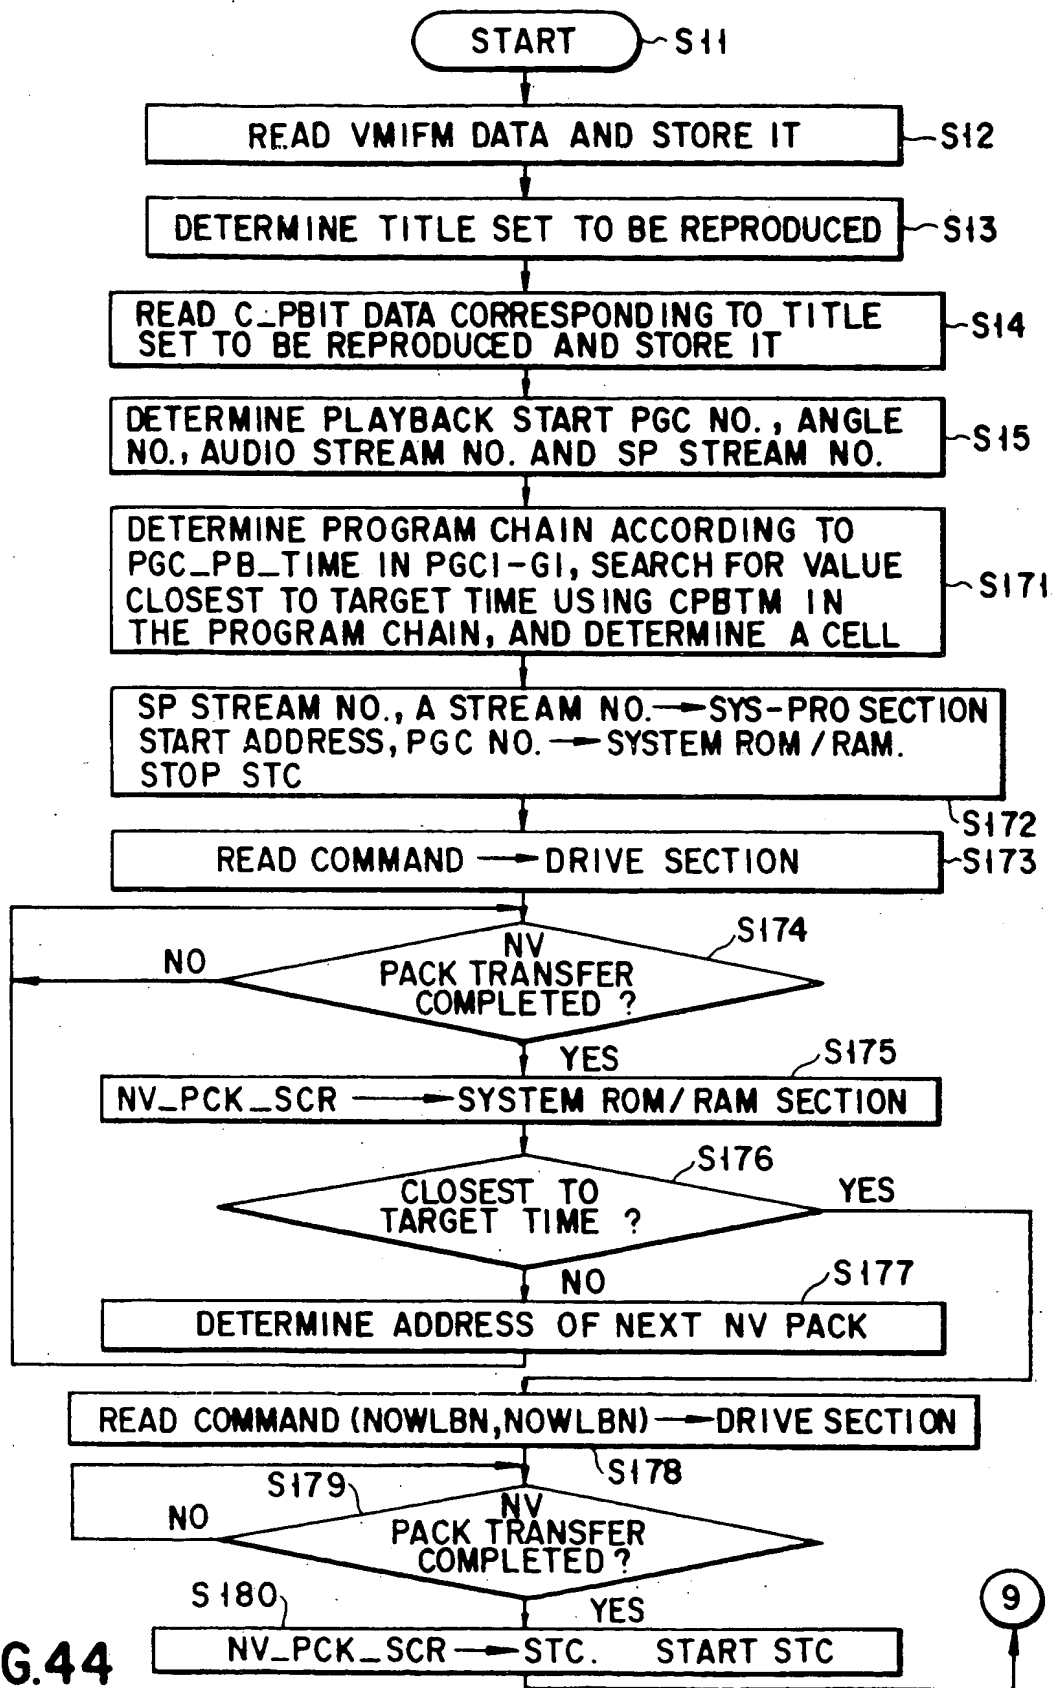 START
S11
READ VMIFM DATA AND STORE IT
S12
DETERMINE TITLE SET TO BE REPRODUCED
S13
READ C_PBIT DATA CORRESPONDING TO TITLE
SET TO BE REPRODUCED AND STORE IT
S14
DETERMINE PLAYBACK START PGC NO., ANGLE
NO., AUDIO STREAM NO. AND SP STREAM NO.
S15
DETERMINE PROGRAM CHAIN ACCORDING TO
PGC_PB_TIME IN PGCI-GI, SEARCH FOR VALUE
CLOSEST TO TARGET TIME USING CPBTM IN
THE PROGRAM CHAIN, AND DETERMINE A CELL
S171
SP STREAM NO., A STREAM NO. → SYS-PRO SECTION
START ADDRESS, PGC NO. → SYSTEM ROM / RAM.
STOP STC
S172
READ COMMAND → DRIVE SECTION
S173
S174
NV
PACK TRANSFER
COMPLETED ?
NO
YES
S175
NV_PCK_SCR → SYSTEM ROM / RAM SECTION
S176
CLOSEST TO
TARGET TIME ?
YES
NO
S177
DETERMINE ADDRESS OF NEXT NV PACK
READ COMMAND (NOWLBN, NOWLBN) → DRIVE SECTION
S178
S179
NV
PACK TRANSFER
COMPLETED ?
NO
YES
S180
NV_PCK_SCR → STC. START STC
9
G.44